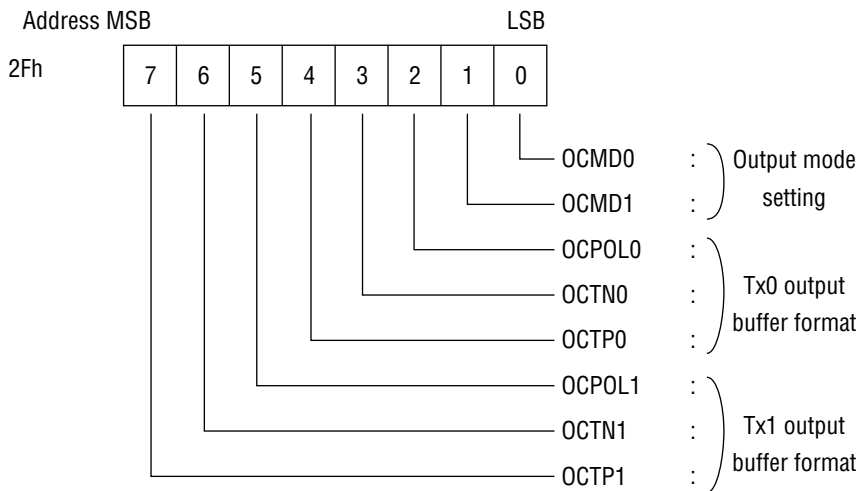 Address MSB LSB
2Fh 7 6 5 4 3 2 1 0
OCMD0 : Output mode
OCMD1 : setting
OCPOL0 :
OCTN0 : Tx0 output
OCTP0 : buffer format
OCPOL1 :
OCTN1 : Tx1 output
OCTP1 : buffer format